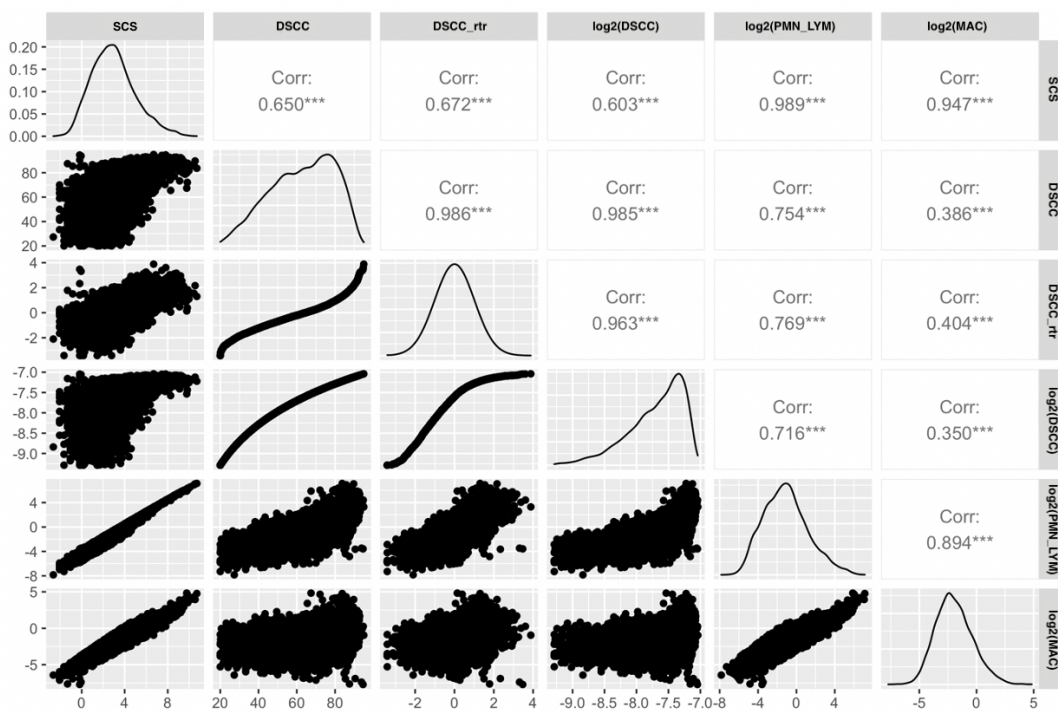 SCS DSCC DSCC_rtr log2(DSCC) log2(PMN_LYM) log2(MAC)
0.20
0.15
0.10
0.05
0.00
Corr:
0.650***
Corr:
0.672***
Corr:
0.603***
Corr:
0.989***
Corr:
0.947***
SCS
80
60
40
20
Corr:
0.986***
Corr:
0.985***
Corr:
0.754***
Corr:
0.386***
DSCC
4
2
0
-2
Corr:
0.963***
Corr:
0.769***
Corr:
0.404***
DSCC_rtr
-7.0
-7.5
-8.0
-8.5
-9.0
Corr:
0.716***
Corr:
0.350***
log2(DSCC)
4
0
-4
-8
Corr:
0.894***
log2(PMN_LYM)
5
0
-5
log2(MAC)
0 4 8 20 40 60 80 -2 0 2 4 -9.0 -8.5 -8.0 -7.5 -7.0 -8 -4 0 4 -5 0 5